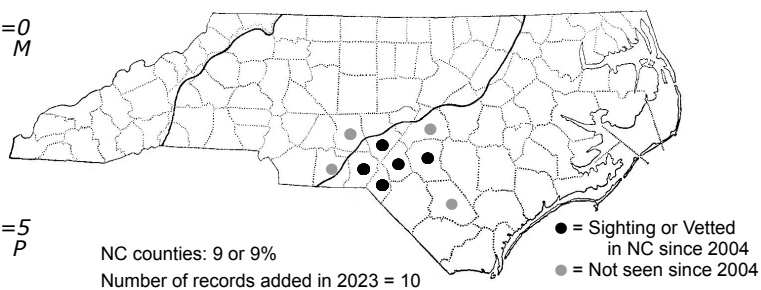 =0
M
=5
P
NC counties: 9 or 9%
Number of records added in 2023 = 10
= Sighting or Vetted
in NC since 2004
= Not seen since 2004